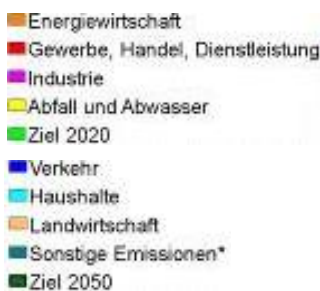 Energiewirtschaft
Gewerbe, Handel, Dienstleistung
Industrie
Abfall und Abwasser
Ziel 2020
Verkehr
Haushalte
Landwirtschaft
Sonstige Emissionen*
Ziel 2050